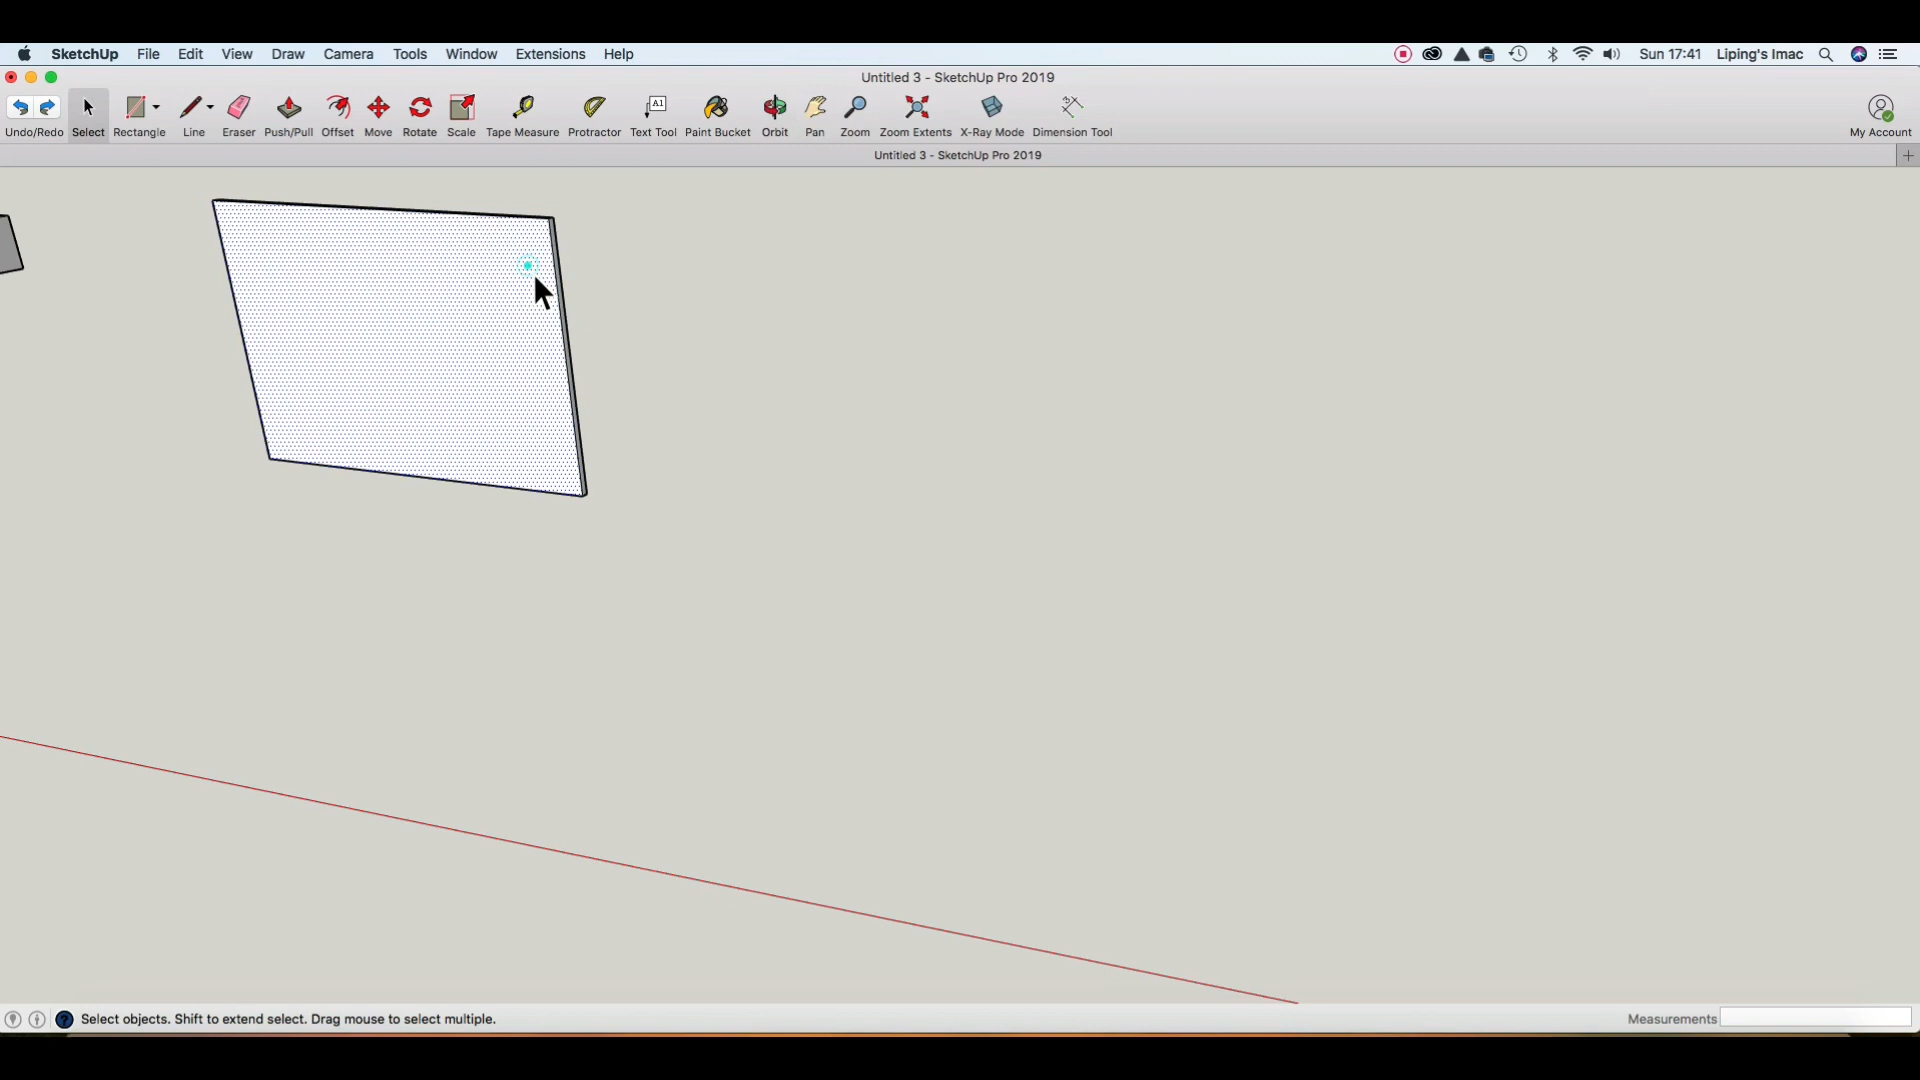 SketchUp File Edit View Draw Camera Tools Window Extensions Help Sun 17:41 Liping's Imac
Untitled 3 - SketchUp Pro 2019
A1
Undo/Redo Select Rectangle Line Eraser Push/Pull Offset Move Rotate Scale Tape Measure Protractor Text Tool Paint Bucket Orbit Pan Zoom Zoom Extents X-Ray Mode Dimension Tool My Account
Untitled 3 - SketchUp Pro 2019
Select objects. Shift to extend select. Drag mouse to select multiple. Measurements